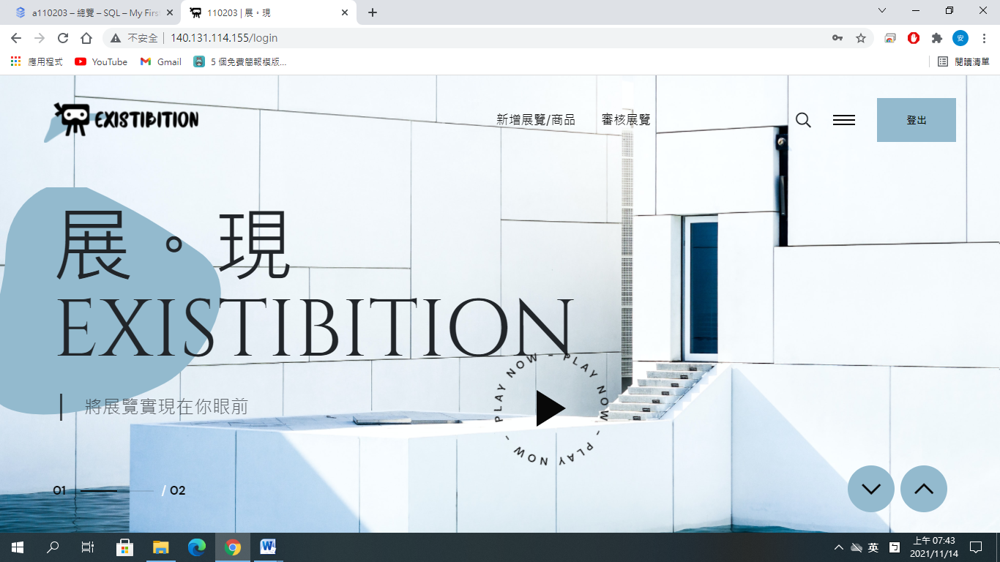 a110203 – 總覽 – SQL – My Firs
110203 | 展。現
不安全 | 140.131.114.155/login
安
應用程式 YouTube Gmail 5 個免費簡報模版... 閱讀清單
EXISTIBITION 新增展覽/商品 審核展覽 登出
展。現
EXISTIBITION
將展覽實現在你眼前
PLAY NOW - PLAY NOW - PLAY NOW -
01 / 02
英
上午 07:43
2021/11/14